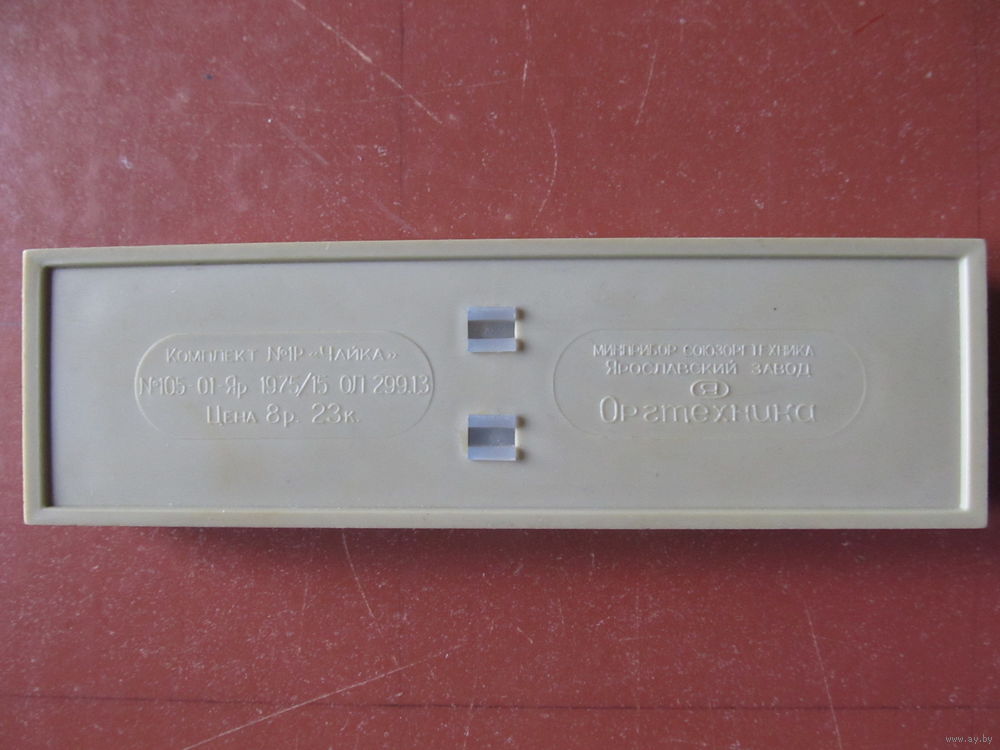 Комплект №1Р «Чайка»
№105-01-Яр 1975/15 ОП 299.13
Цена 8р. 23к.
МИНПРИБОР СОЮЗОРГТЕХНИКА
Ярославский завод
Я
Оргтехника
www.ay.by